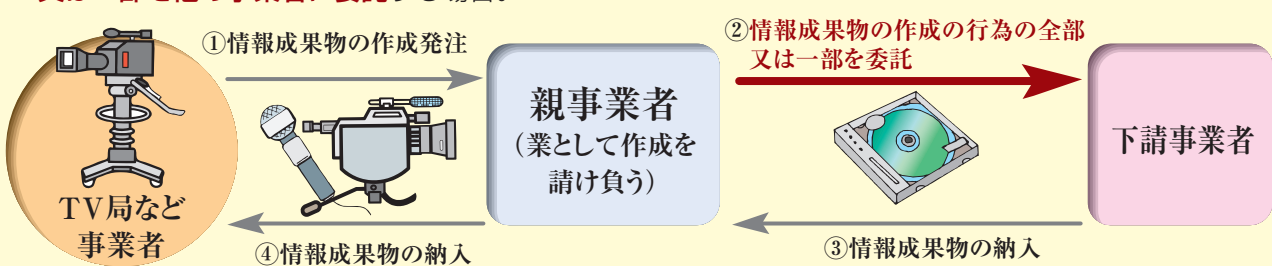 ①情報成果物の作成発注
②情報成果物の作成の行為の全部
又は一部を委託
親事業者
（業として作成を
請け負う）
下請事業者
TV局など
事業者
④情報成果物の納入
③情報成果物の納入